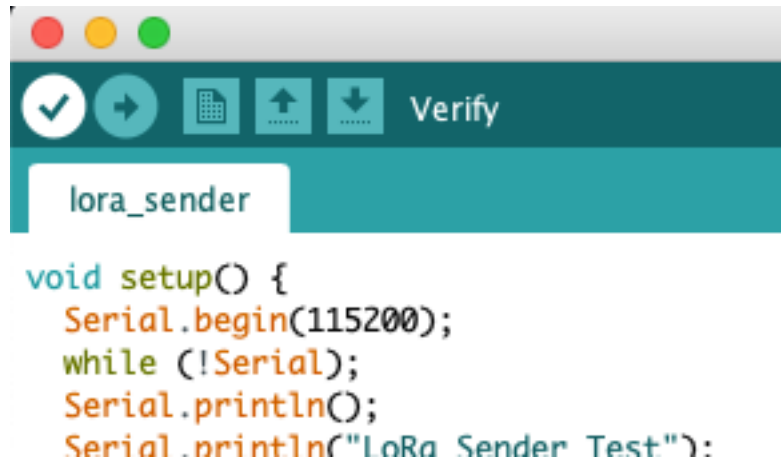 Verify
lora_sender
void setup() {
Serial.begin(115200);
while (!Serial);
Serial.println();
Serial.println("LoRa Sender Test");